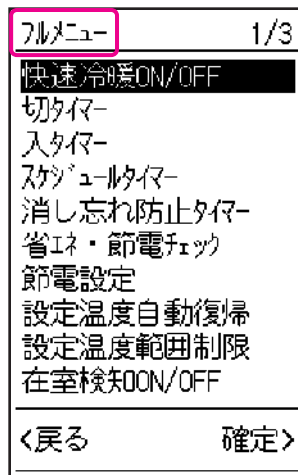 フルメニュー 1/3
快速冷暖ON/OFF
切タイマー
入タイマー
スケジュールタイマー
消し忘れ防止タイマー
省エネ・節電チェック
節電設定
設定温度自動復帰
設定温度範囲制限
在室検知ON/OFF
<戻る 確定>